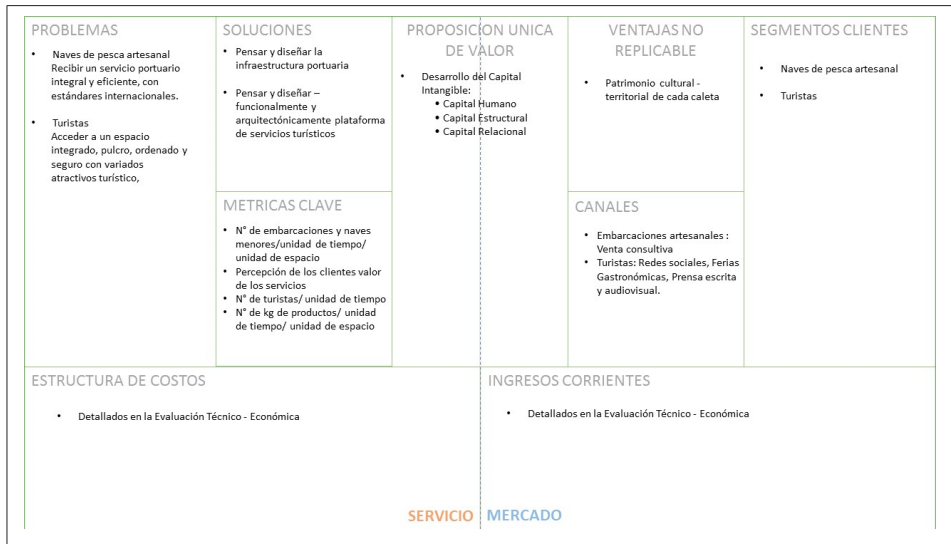 PROBLEMAS
• Naves de pesca artesanal
Recibir un servicio portuario
integral y eficiente, con
estándares internacionales.
• Turistas
Acceder a un espacio
integrado, pulcro, ordenado y
seguro con variados
atractivos turístico,
SOLUCIONES
• Pensar y diseñar la
infraestructura portuaria
• Pensar y diseñar –
funcionalmente y
arquitectónicamente plataforma
de servicios turísticos
METRICAS CLAVE
• N° de embarcaciones y naves
menores/unidad de tiempo/
unidad de espacio
• Percepción de los clientes valor
de los servicios
• N° de turistas/ unidad de tiempo
• N° de kg de productos/ unidad
de tiempo/ unidad de espacio
PROPOSICION UNICA
DE VALOR
• Desarrollo del Capital
Intangible:
• Capital Humano
• Capital Estructural
• Capital Relacional
VENTAJAS NO
REPLICABLE
• Patrimonio cultural -
territorial de cada caleta
CANALES
• Embarcaciones artesanales :
Venta consultiva
• Turistas: Redes sociales, Ferias
Gastronómicas, Prensa escrita
y audiovisual.
SEGMENTOS CLIENTES
• Naves de pesca artesanal
• Turistas
ESTRUCTURA DE COSTOS
• Detallados en la Evaluación Técnico - Económica
INGRESOS CORRIENTES
• Detallados en la Evaluación Técnico - Económica
SERVICIO MERCADO